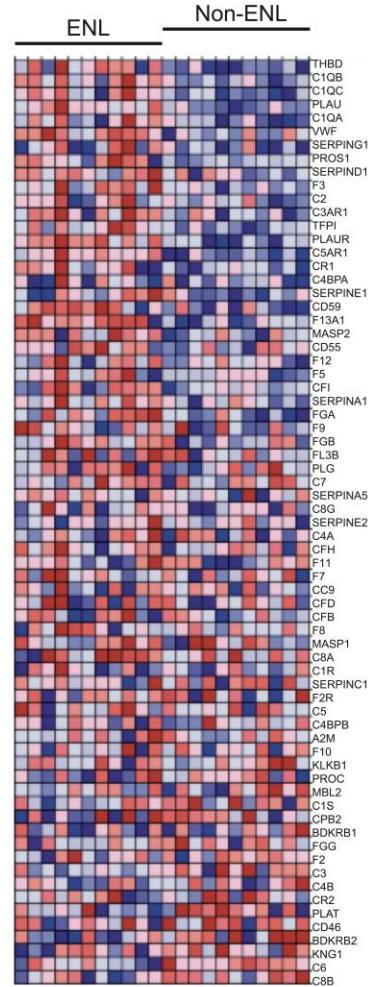 ENL
Non-ENL
THBD
C1QB
C1QC
PLAU
C1QA
VWF
SERPING1
PROS1
SERPIND1
F3
C2
C3AR1
TFPI
PLAUR
C5AR1
CR1
C4BPA
SERPINE1
CD59
F13A1
MASP2
CD55
F12
F5
CFI
SERPINA1
FGA
F9
FGB
FL3B
PLG
C7
SERPINA5
C8G
SERPINE2
C4A
CFH
F11
F7
CC9
CFD
CFB
F8
MASP1
C8A
C1R
SERPINC1
F2R
C5
C4BPB
A2M
F10
KLKB1
PROC
MBL2
C1S
CPB2
BDKRB1
FGG
F2
C3
C4B
CR2
PLAT
CD46
BDKRB2
KNG1
C6
C8B